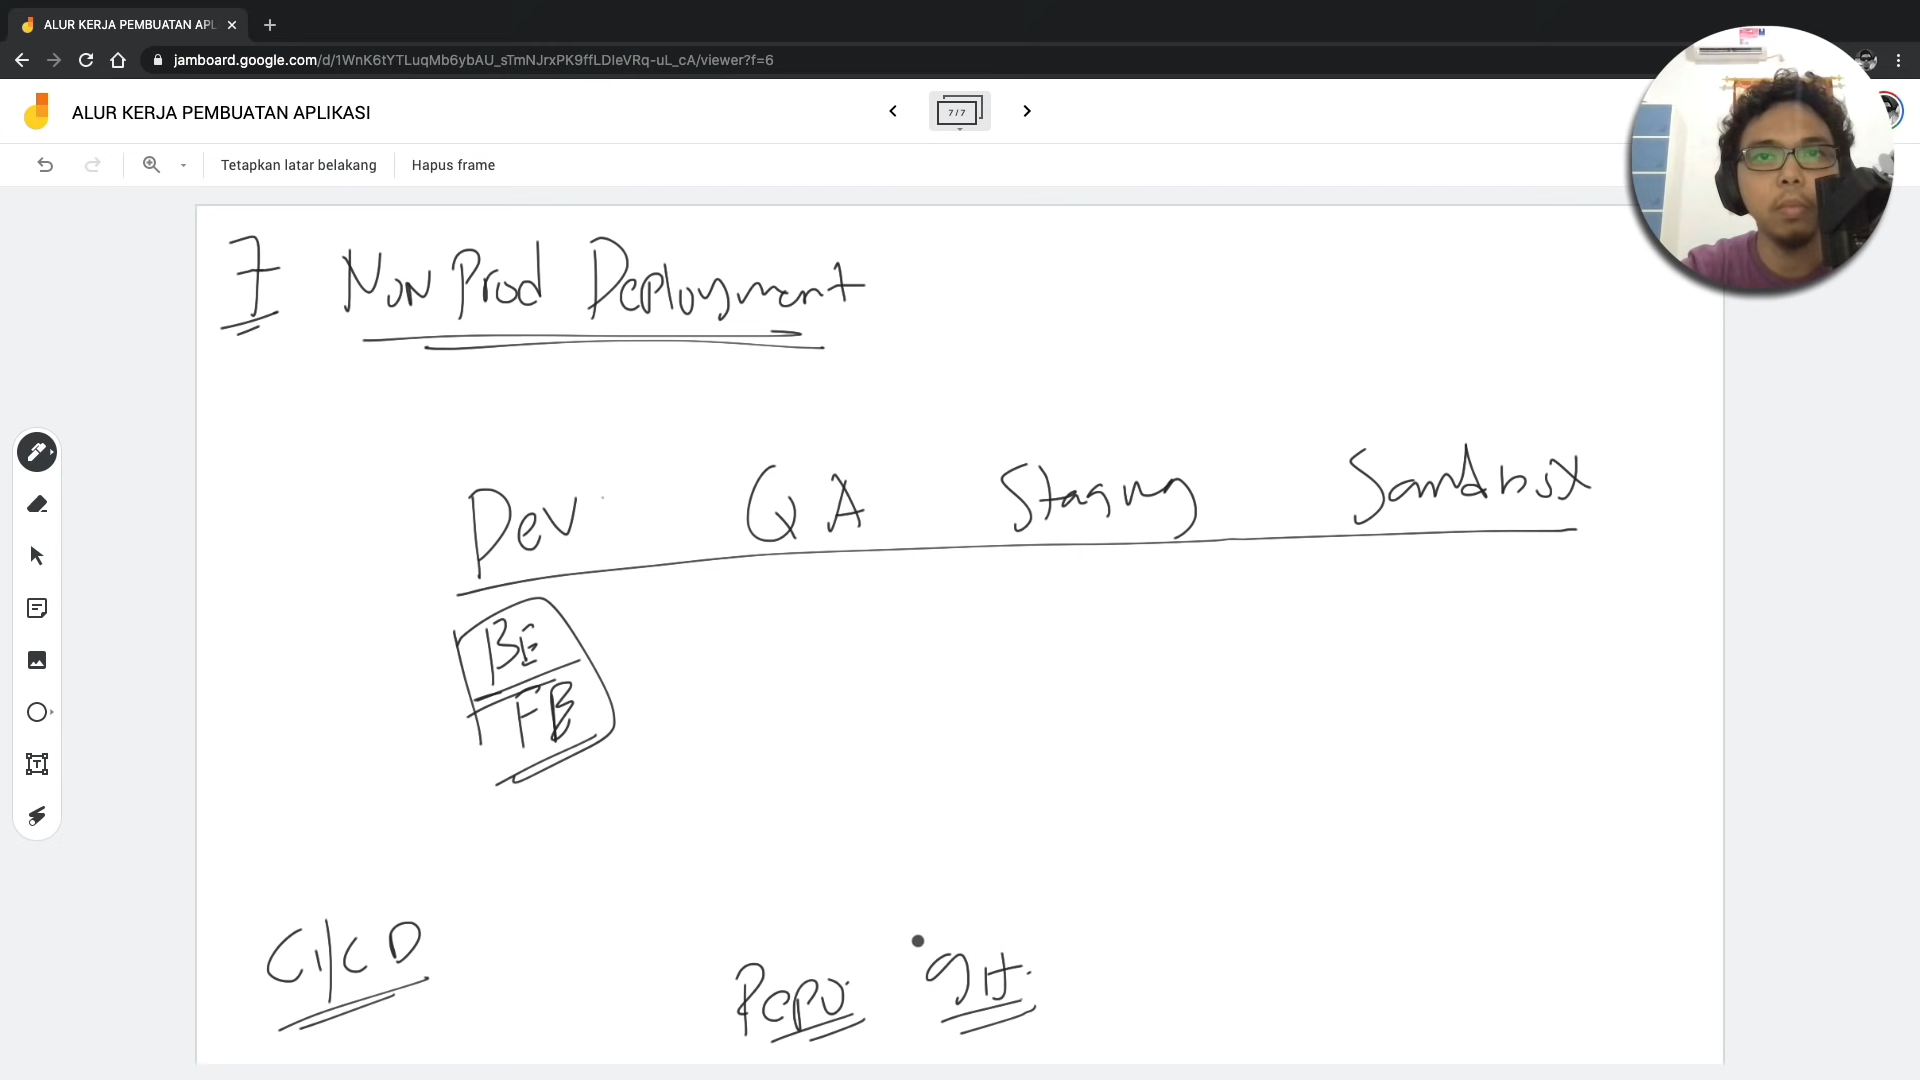 ALUR KERJA PEMBUATAN APL
jamboard.google.com/d/1WnK6tYTLuqMb6ybAU_sTmNJrxPK9ffLDIeVRq-uL_cA/viewer?f=6
ALUR KERJA PEMBUATAN APLIKASI
7/7
Tetapkan latar belakang
Hapus frame
7 Non Prod Deployment
Dev QA Staging Sandbox
BE
FE
CI/CD
Repo git